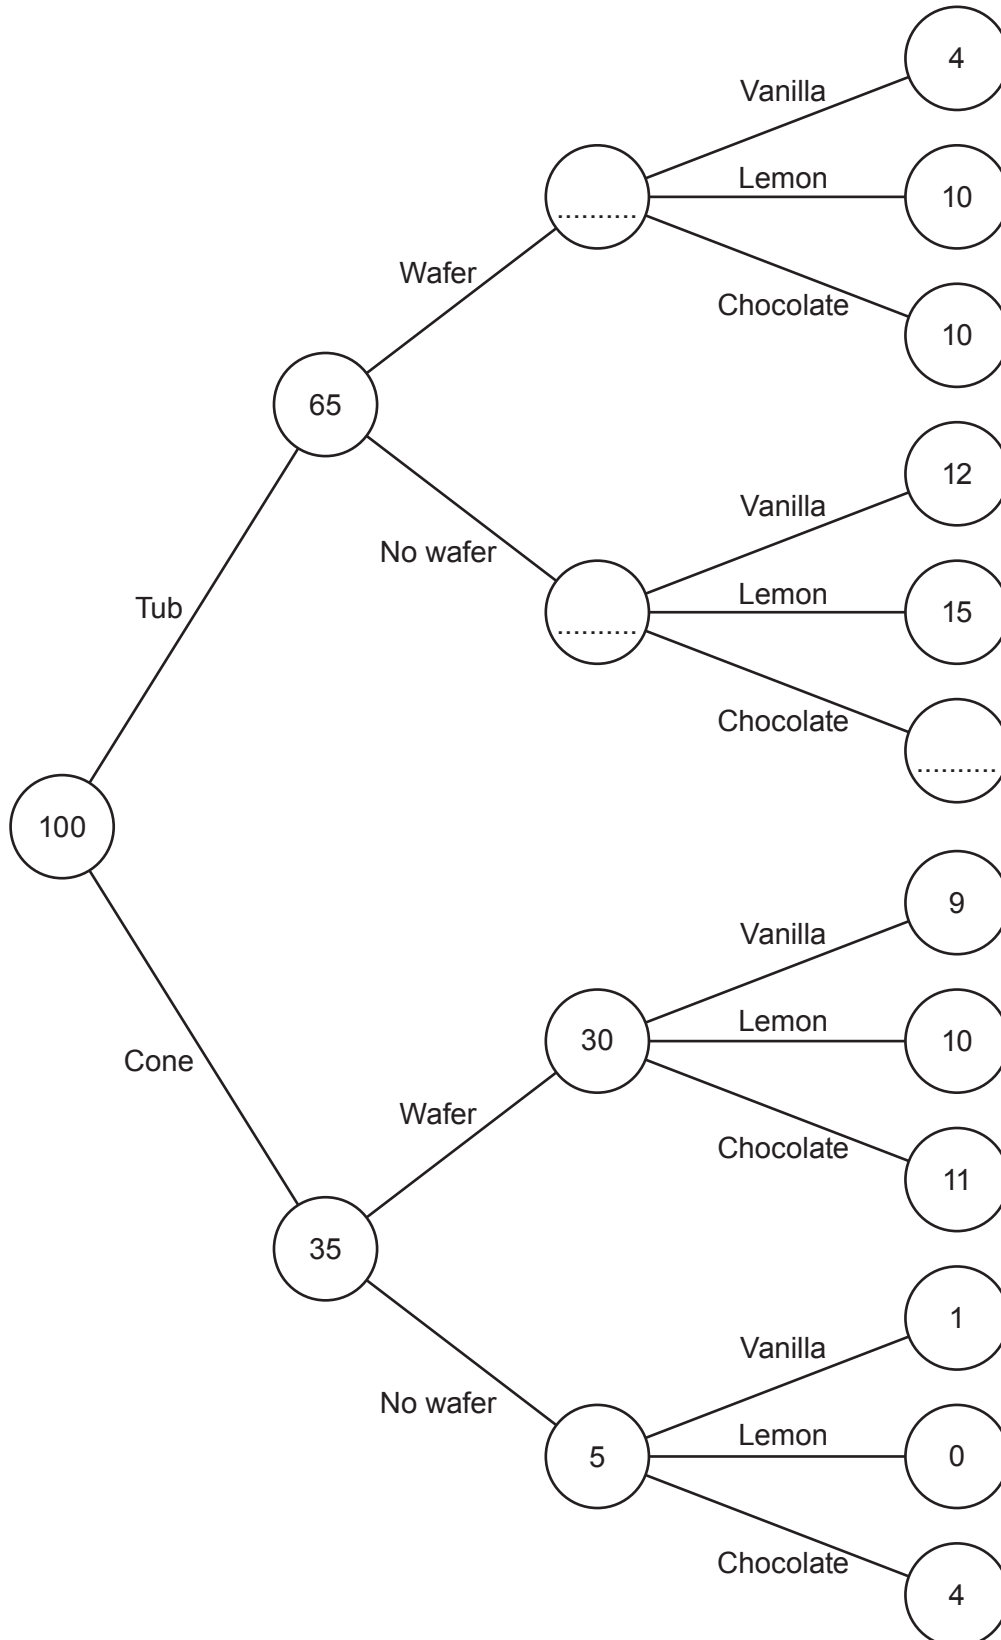 4
Vanilla
Lemon
10
..........
Wafer
Chocolate
10
65
12
Vanilla
No wafer
Lemon
15
Tub
..........
Chocolate
..........
100
9
Vanilla
Lemon
30
10
Cone
Wafer
Chocolate
11
35
1
Vanilla
No wafer
Lemon
5
0
Chocolate
4